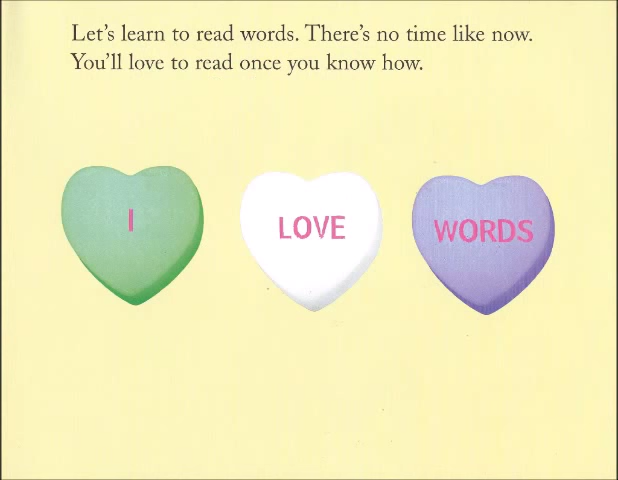 Let's learn to read words. There's no time like now.
You'll love to read once you know how.
I LOVE WORDS